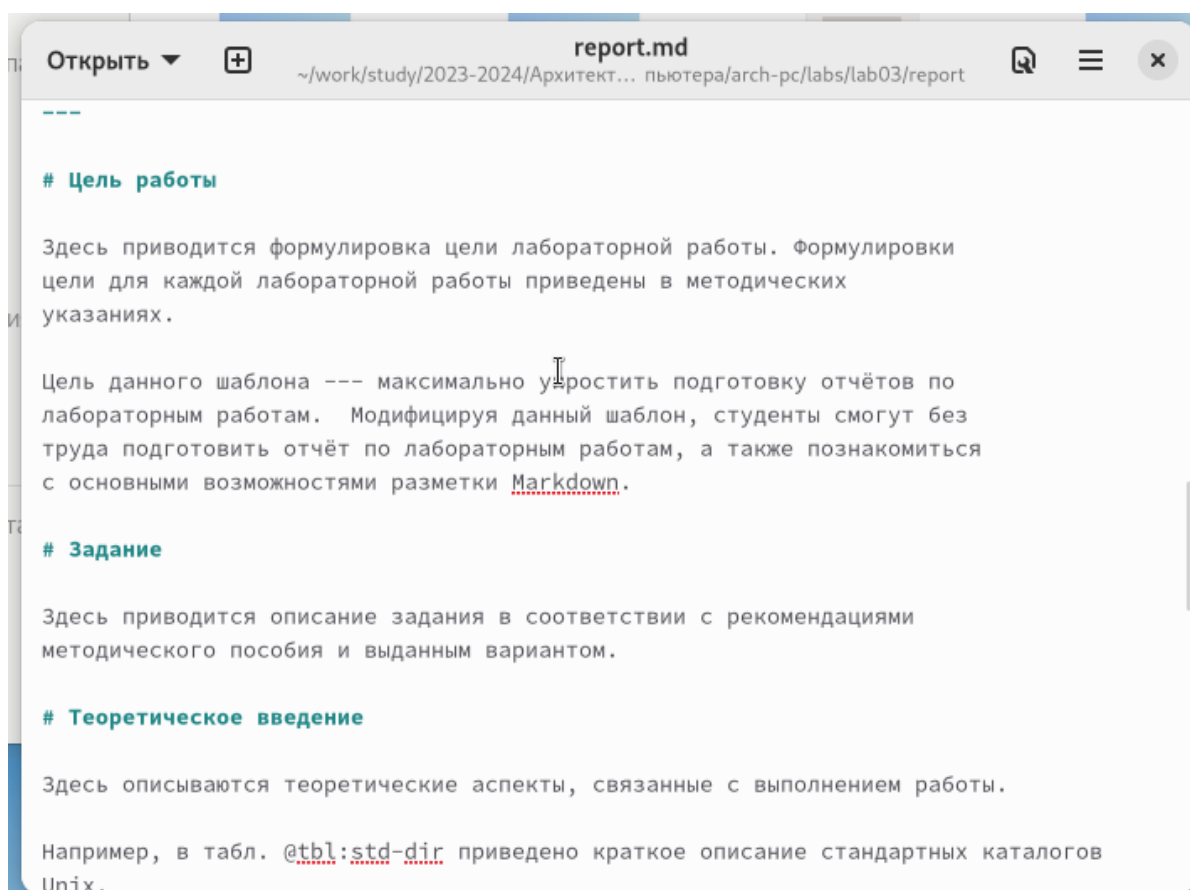 Открыть
report.md
~/work/study/2023-2024/Архитект… пьютера/arch-pc/labs/lab03/report
---
# Цель работы
Здесь приводится формулировка цели лабораторной работы. Формулировки
цели для каждой лабораторной работы приведены в методических
указаниях.
Цель данного шаблона --- максимально упростить подготовку отчётов по
лабораторным работам.  Модифицируя данный шаблон, студенты смогут без
труда подготовить отчёт по лабораторным работам, а также познакомиться
с основными возможностями разметки Markdown.
# Задание
Здесь приводится описание задания в соответствии с рекомендациями
методического пособия и выданным вариантом.
# Теоретическое введение
Здесь описываются теоретические аспекты, связанные с выполнением работы.
Например, в табл. @tbl:std-dir приведено краткое описание стандартных каталогов
Unix.